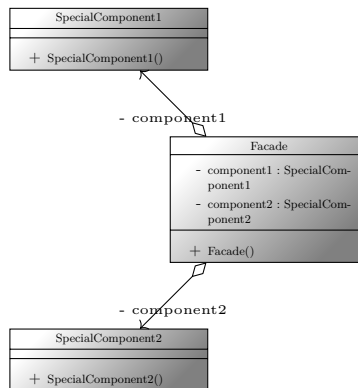 SpecialComponent1
+ SpecialComponent1()
- component1
Facade
- component1 : SpecialCom-
ponent1
- component2 : SpecialCom-
ponent2
+ Facade()
- component2
SpecialComponent2
+ SpecialComponent2()